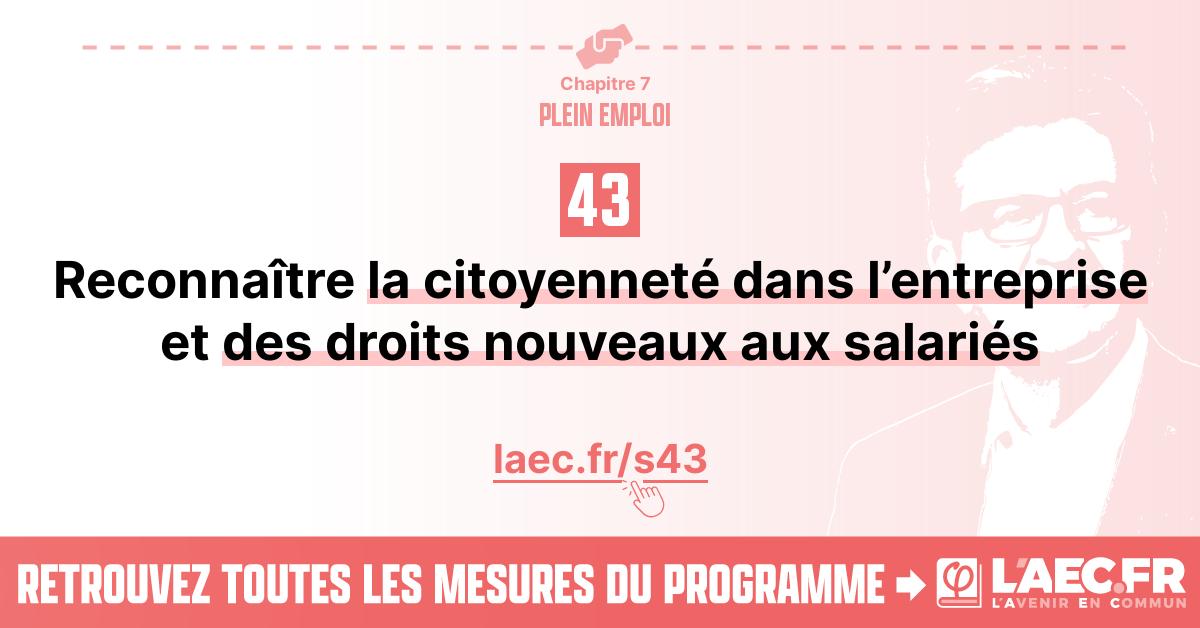 Chapitre 7
PLEIN EMPLOI
43
Reconnaître la citoyenneté dans l’entreprise
et des droits nouveaux aux salariés
laec.fr/s43
RETROUVEZ TOUTES LES MESURES DU PROGRAMME
L'AEC.FR
L'AVENIR EN COMMUN